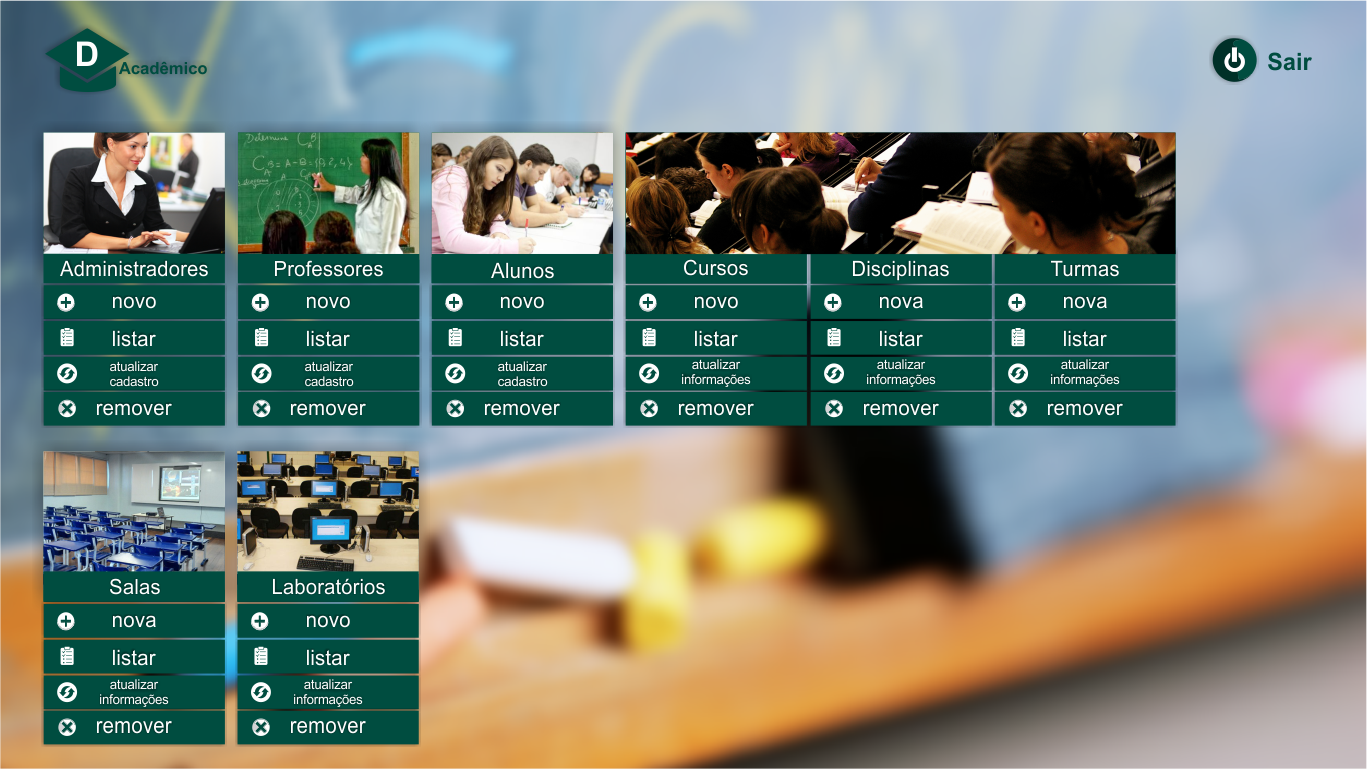 D
Acadêmico
Sair
Determine
Administradores
Professores
Alunos
Cursos
Disciplinas
Turmas
novo
novo
novo
novo
nova
nova
listar
listar
listar
listar
listar
listar
atualizar
cadastro
atualizar
cadastro
atualizar
cadastro
atualizar
informações
atualizar
informações
atualizar
informações
remover
remover
remover
remover
remover
remover
Salas
Laboratórios
nova
novo
listar
listar
atualizar
informações
atualizar
informações
remover
remover